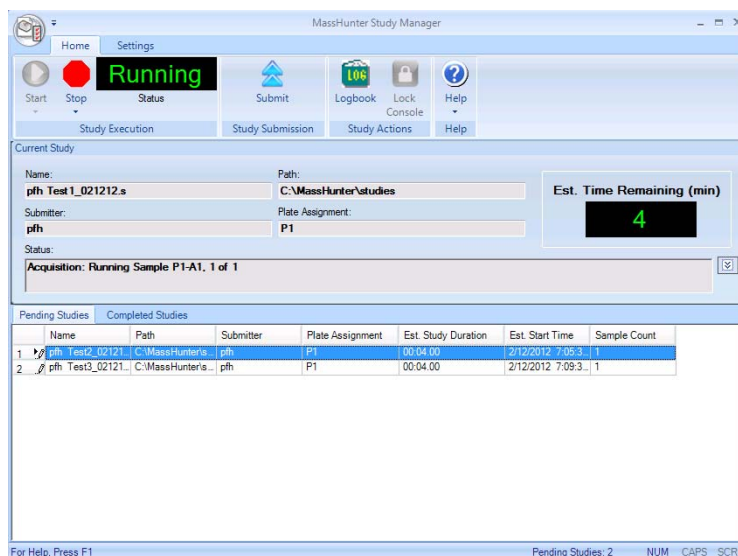 MassHunter Study Manager
Home Settings
LOG
Running
Start Stop Status Submit Logbook Lock Console Help
Study Execution Study Submission Study Actions Help
Current Study
Name: Path:
pfh Test1_021212.s C:\MassHunter\studies
Est. Time Remaining (min)
4
Submitter: Plate Assignment:
pfh P1
Status:
Acquisition: Running Sample P1-A1, 1 of 1
Pending Studies Completed Studies
Name Path Submitter Plate Assignment Est. Study Duration Est. Start Time Sample Count
1 pfh Test2_02121... C:\MassHunter\s... pfh P1 00:04.00 2/12/2012 7:05:3... 1
2 pfh Test3_02121... C:\MassHunter\s... pfh P1 00:04.00 2/12/2012 7:09:3... 1
For Help, Press F1 Pending Studies: 2 NUM CAPS SCR